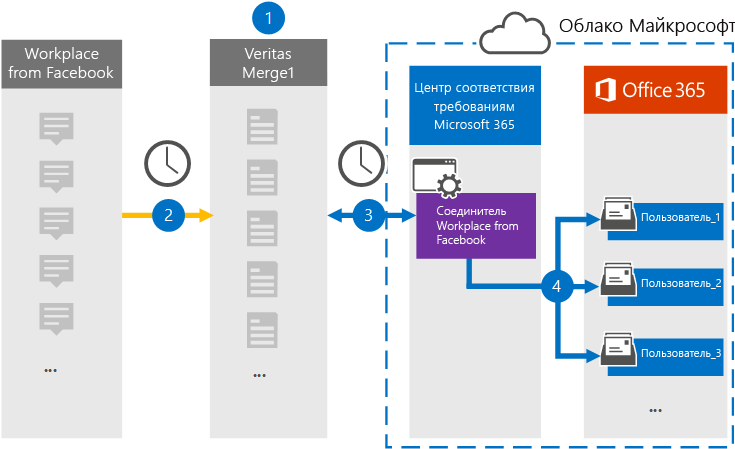 1
Облако Майкрософт
Workplace
from Facebook
Veritas
Merge1
Центр соответствия
требованиям
Microsoft 365
Office 365
2
3
Соединитель
Workplace from
Facebook
4
Пользователь_1
Пользователь_2
Пользователь_3
...
...
...